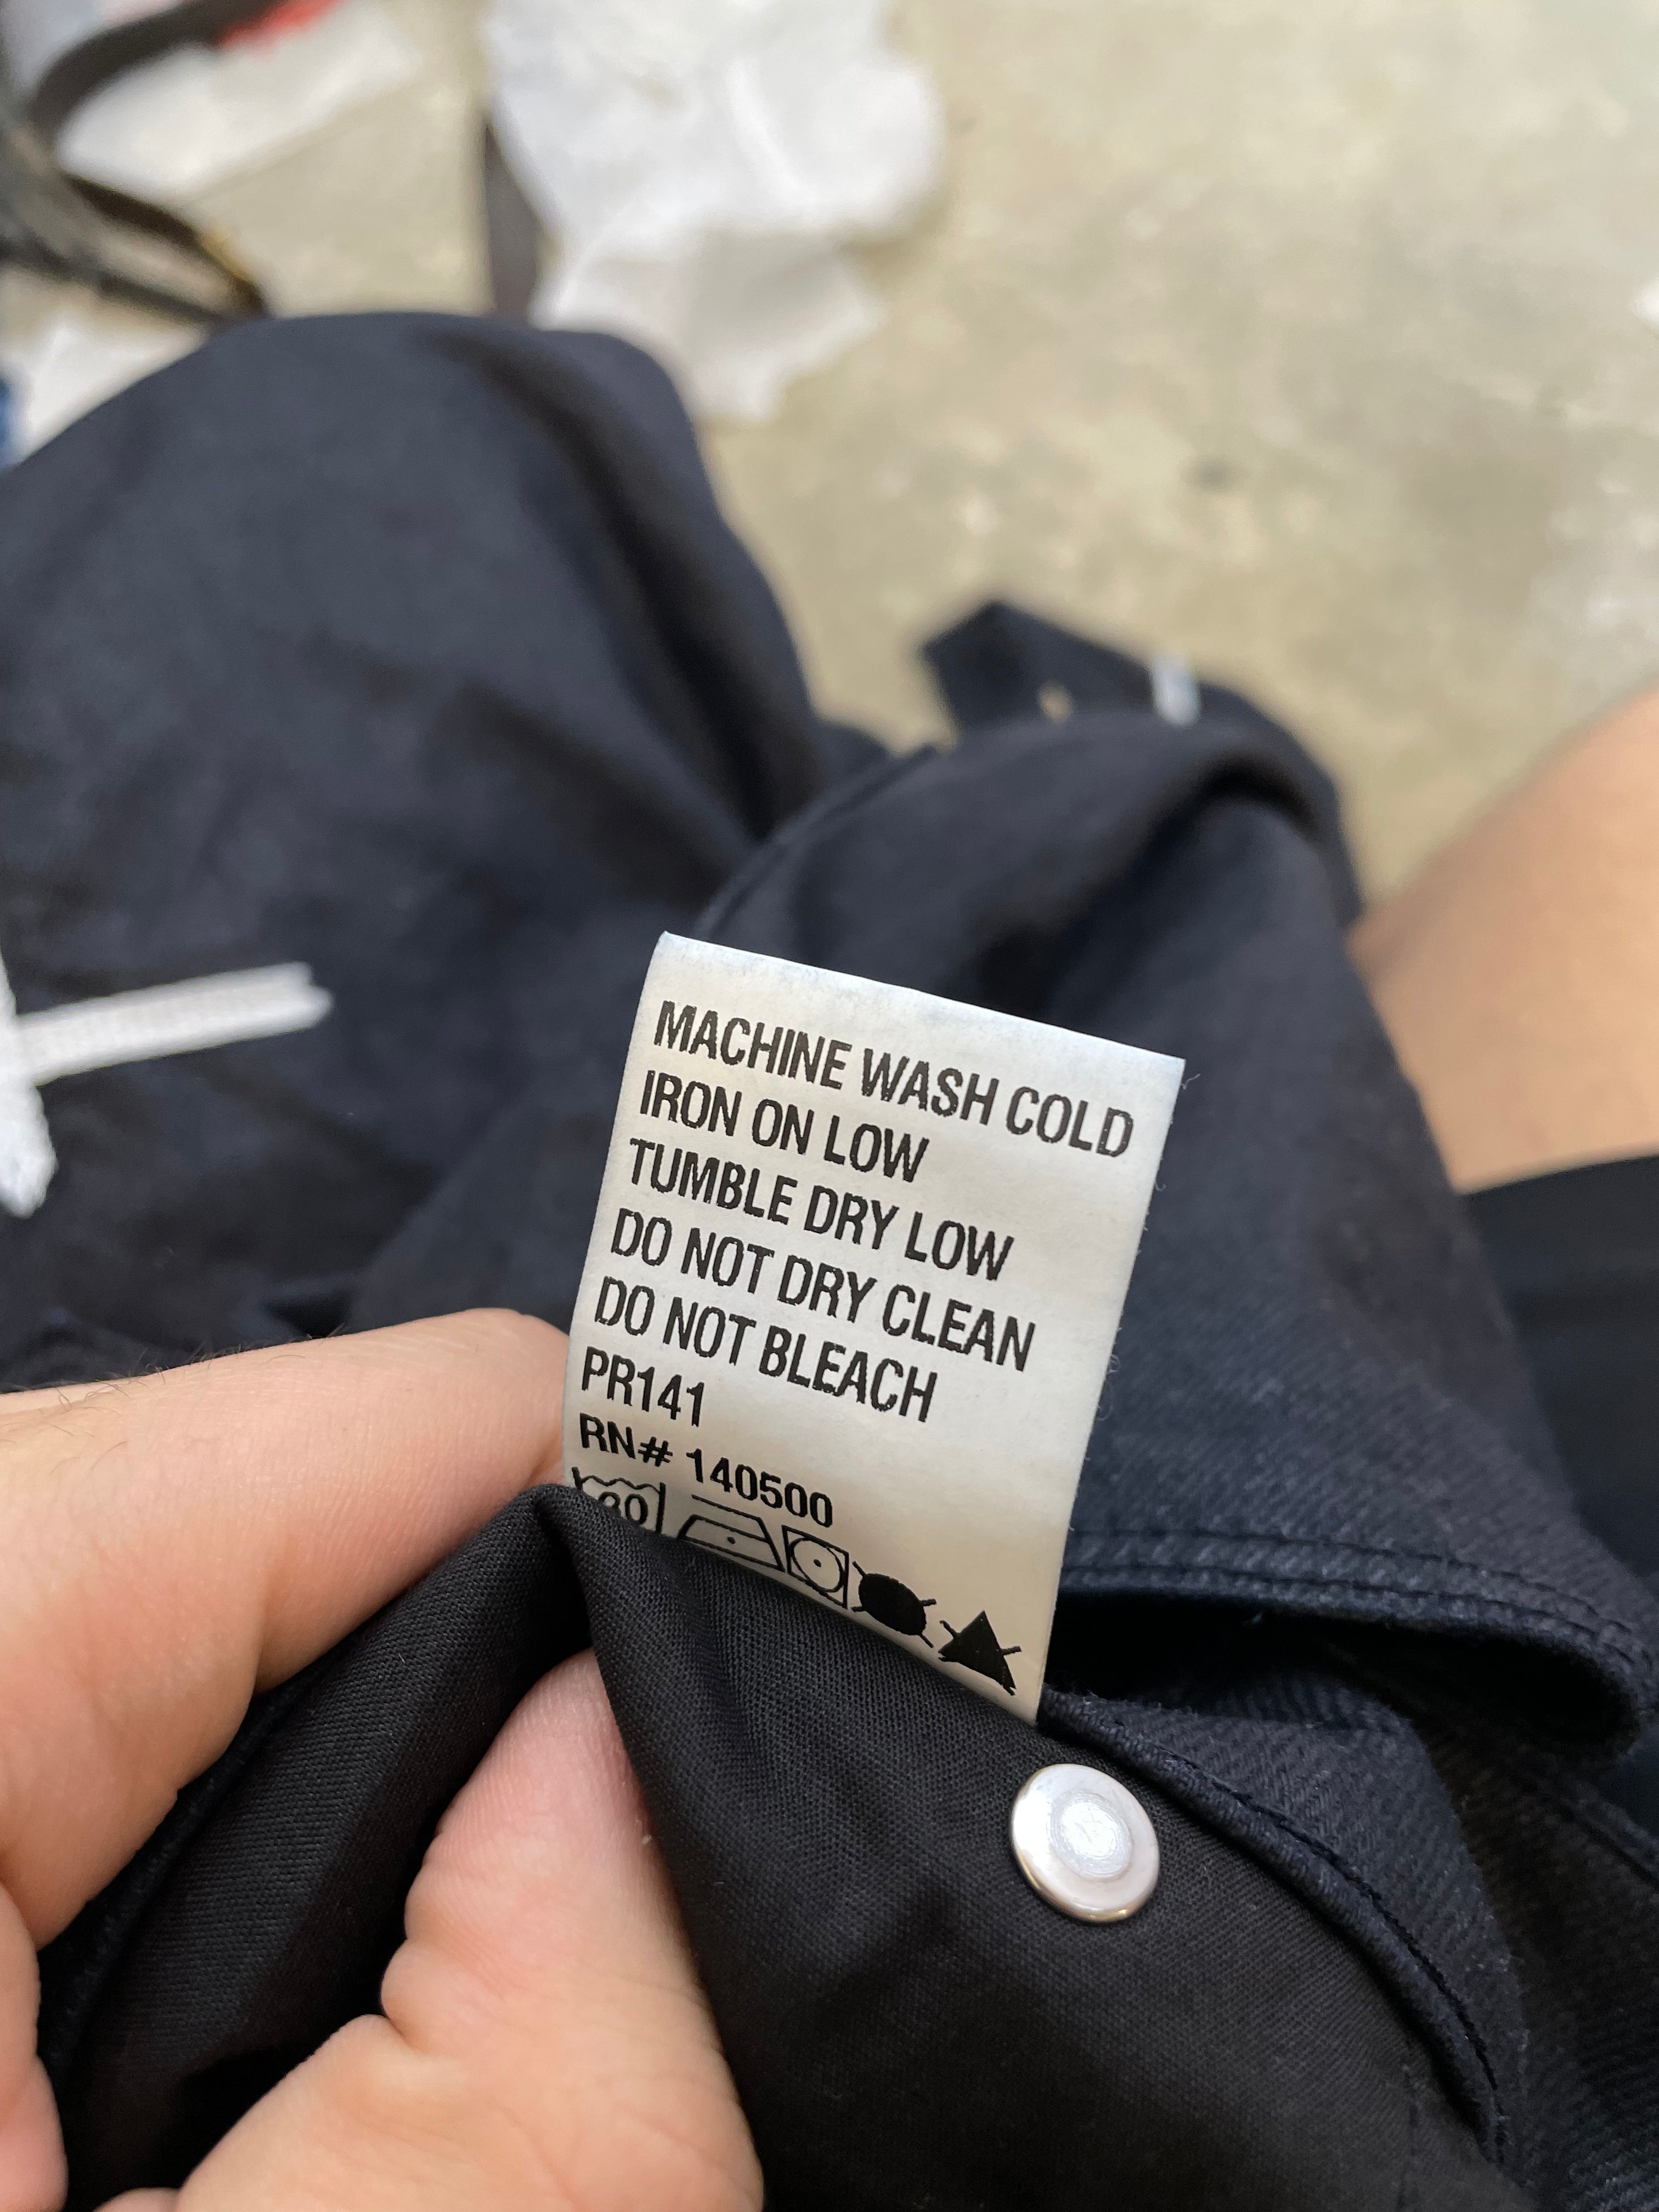 MACHINE WASH COLD
IRON ON LOW
TUMBLE DRY LOW
DO NOT DRY CLEAN
DO NOT BLEACH
PR141
RN# 140500
30